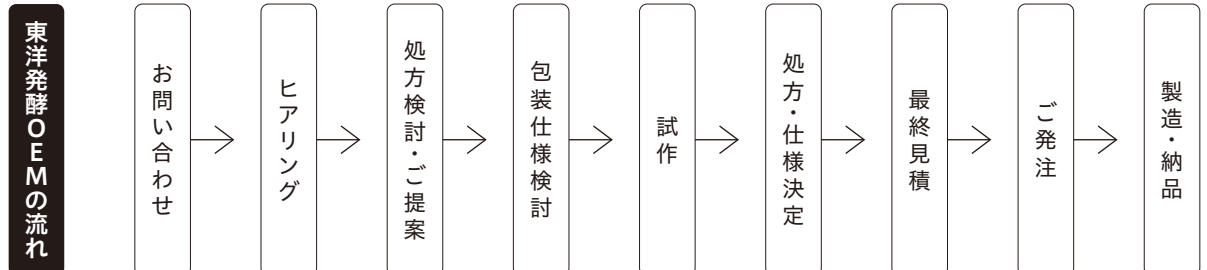 東洋発酵OEMの流れ
お問い合わせ
ヒアリング
処方検討・ご提案
包装仕様検討
試作
処方・仕様決定
最終見積
ご発注
製造・納品